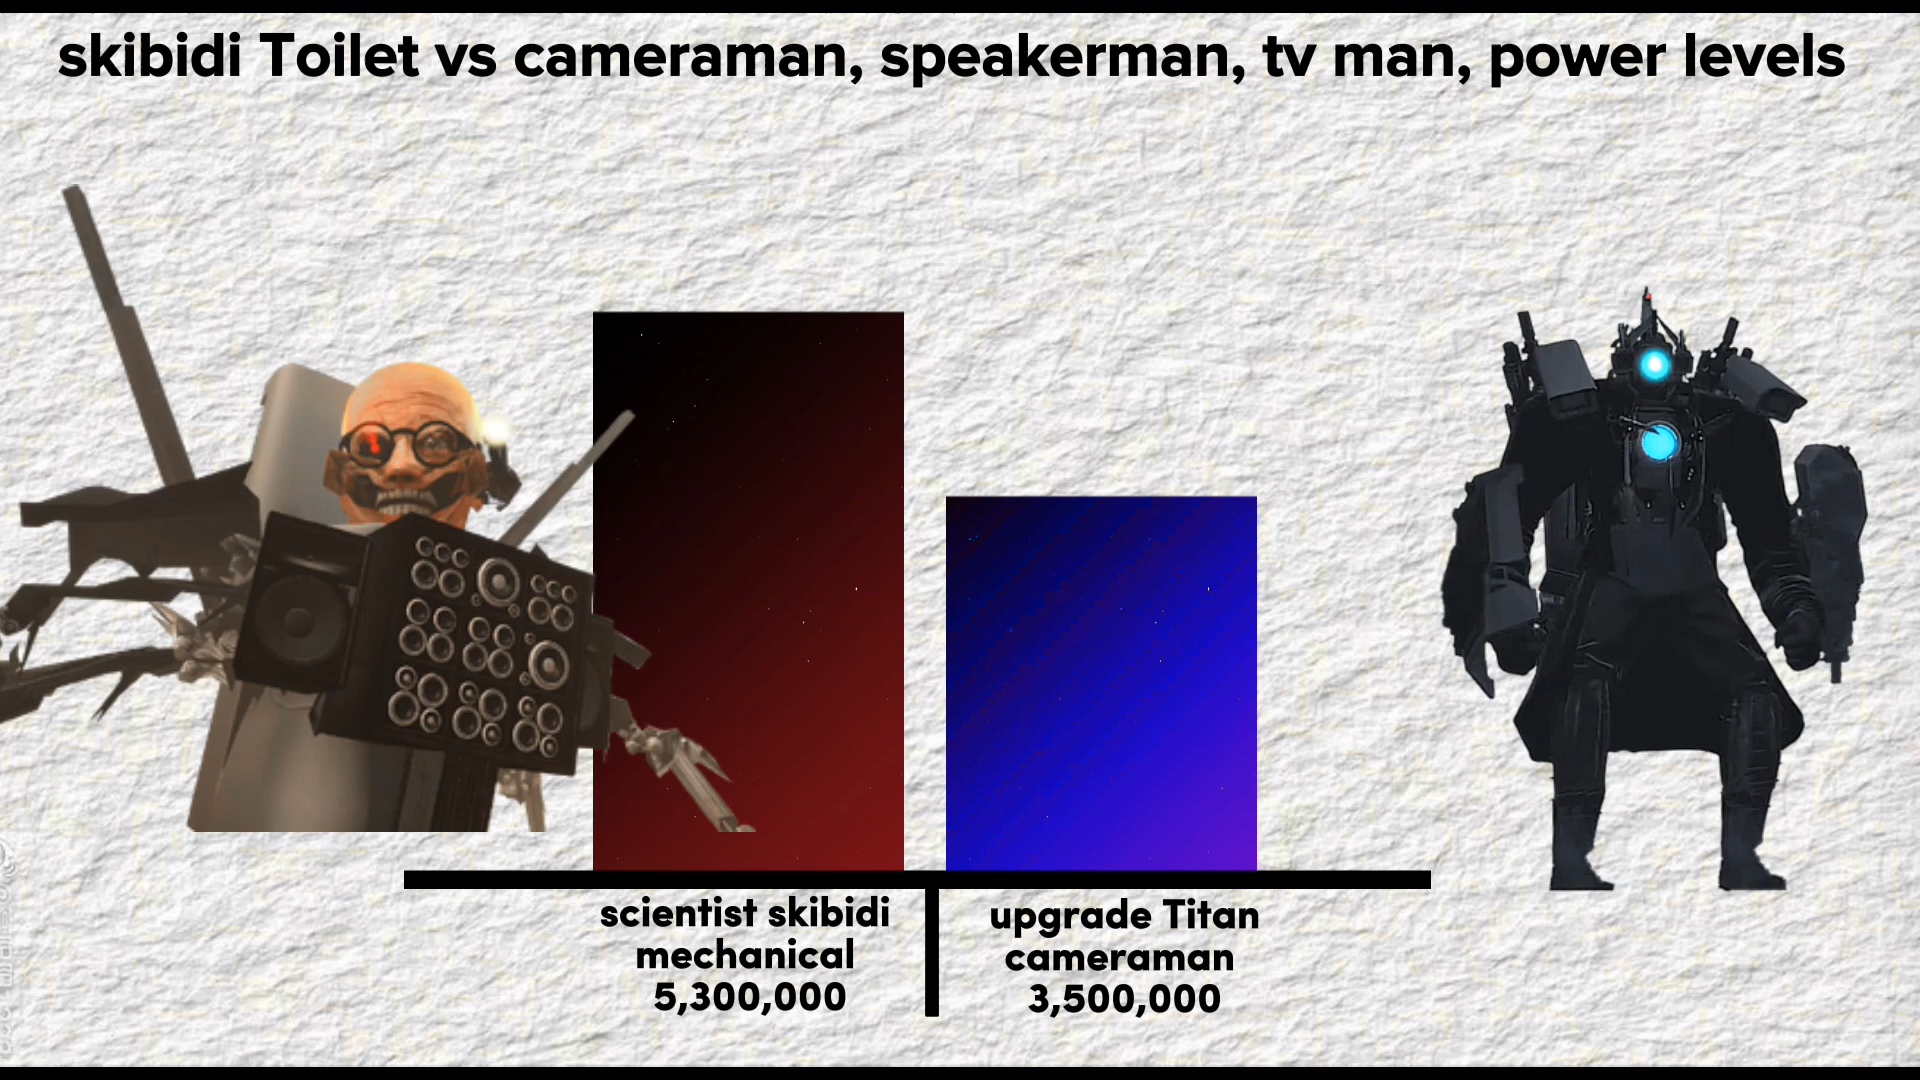 skibidi Toilet vs cameraman, speakerman, tv man, power levels
scientist skibidi
mechanical
5,300,000
upgrade Titan
cameraman
3,500,000